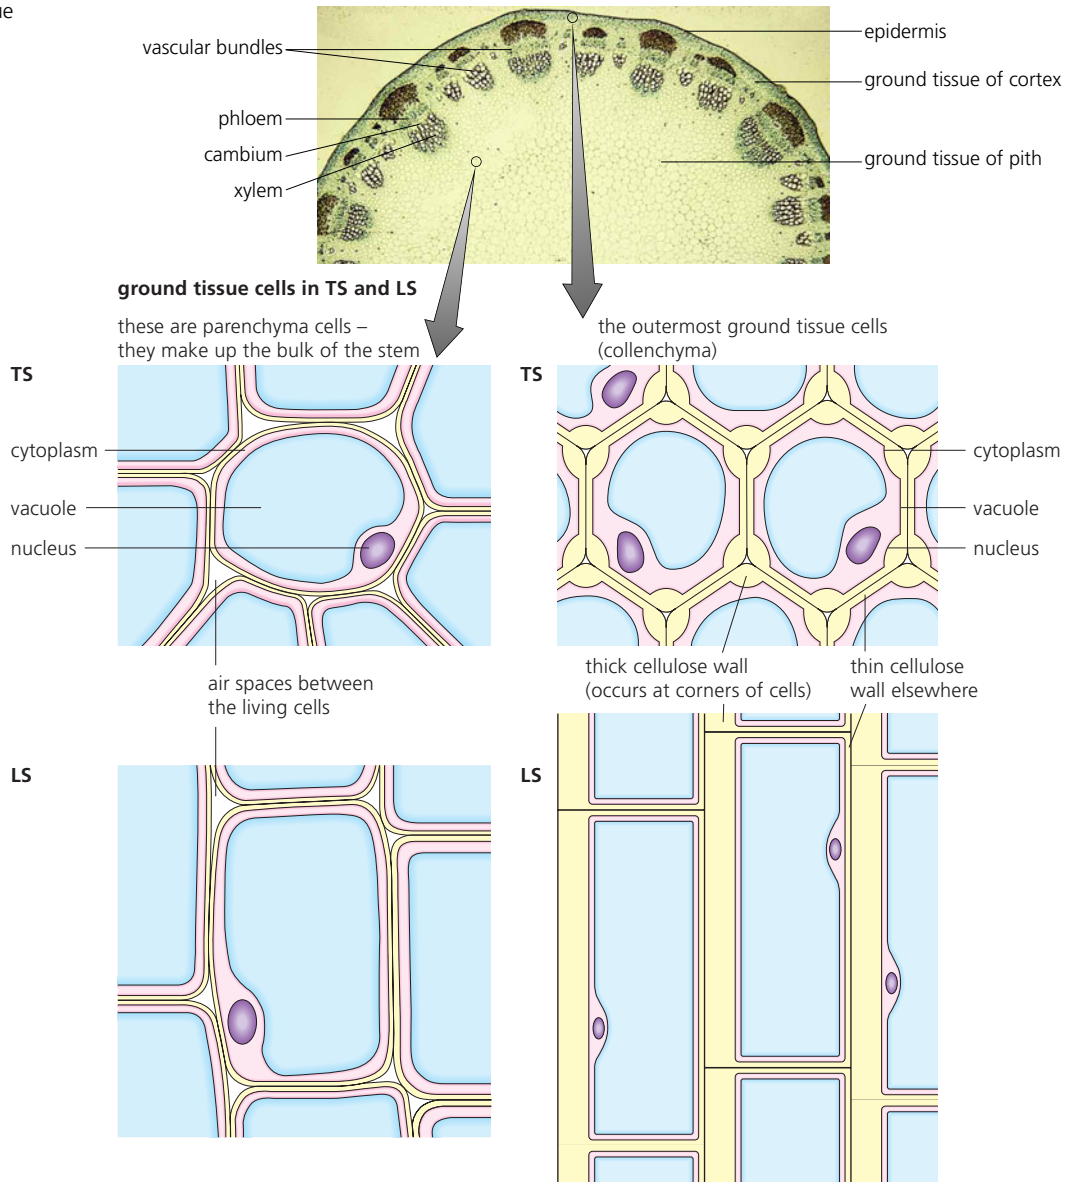 ue
vascular bundles
phloem
cambium
xylem
epidermis
ground tissue of cortex
ground tissue of pith
ground tissue cells in TS and LS
these are parenchyma cells –
they make up the bulk of the stem
the outermost ground tissue cells
(collenchyma)
TS
cytoplasm
vacuole
nucleus
air spaces between
the living cells
TS
cytoplasm
vacuole
nucleus
thick cellulose wall
(occurs at corners of cells)
thin cellulose
wall elsewhere
LS
LS